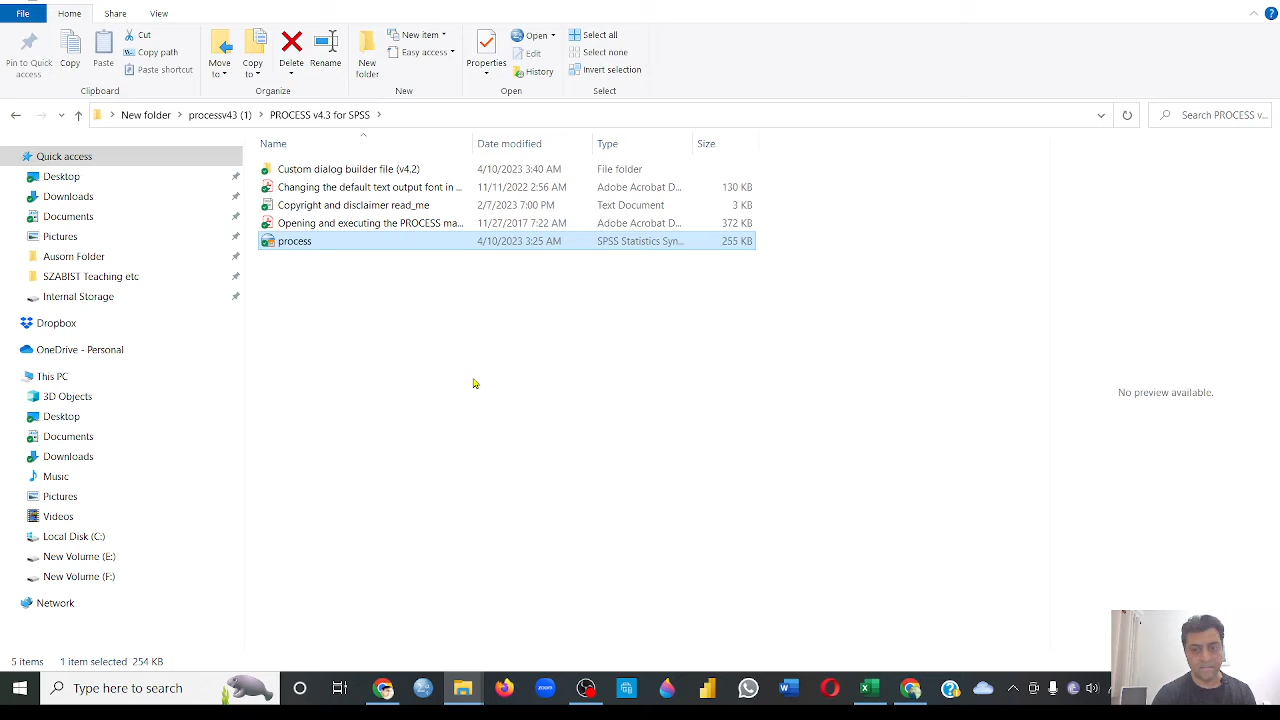 File Home Share View
Pin to Quick access
Copy
Paste
Cut
Copy path
Paste shortcut
Clipboard
Move to
Copy to
Delete
Rename
Organize
New folder
New item
Easy access
New
Properties
Open
Edit
History
Open
Select all
Select none
Invert selection
Select
New folder PROCESSv43 (1) PROCESS v4.3 for SPSS
Search PROCESS v...
Quick access
Desktop
Downloads
Documents
Pictures
Ausom Folder
SZABIST Teaching etc
Internal Storage
Dropbox
OneDrive - Personal
This PC
3D Objects
Desktop
Documents
Downloads
Music
Pictures
Videos
Local Disk (C:)
New Volume (E:)
New Volume (F:)
Network
Name Date modified Type Size
Custom dialog builder file (v4.2) 4/10/2023 3:40 AM File folder
Changing the default text output font in ... 11/11/2022 2:56 AM Adobe Acrobat D... 130 KB
Copyright and disclaimer read_me 2/7/2023 7:00 PM Text Document 3 KB
Opening and executing the PROCESS ma... 11/27/2017 7:22 AM Adobe Acrobat D... 372 KB
process 4/10/2023 3:25 AM SPSS Statistics Syn... 255 KB
No preview available.
5 items 1 item selected 254 KB
Type here to search
zoom